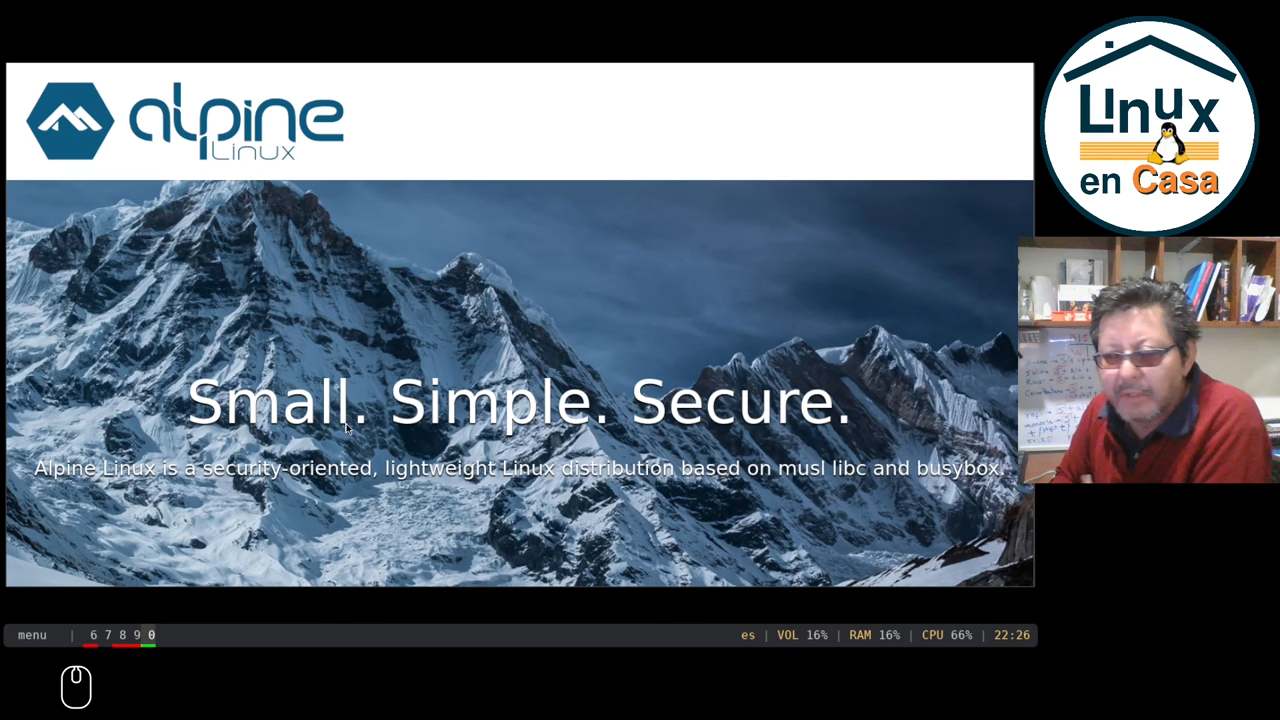 alpine
Linux
Linux
en Casa
Small. Simple. Secure.
Alpine Linux is a security-oriented, lightweight Linux distribution based on musl libc and busybox.
menu | 6 7 8 9 0
es | VOL 16% | RAM 16% | CPU 66% | 22:26